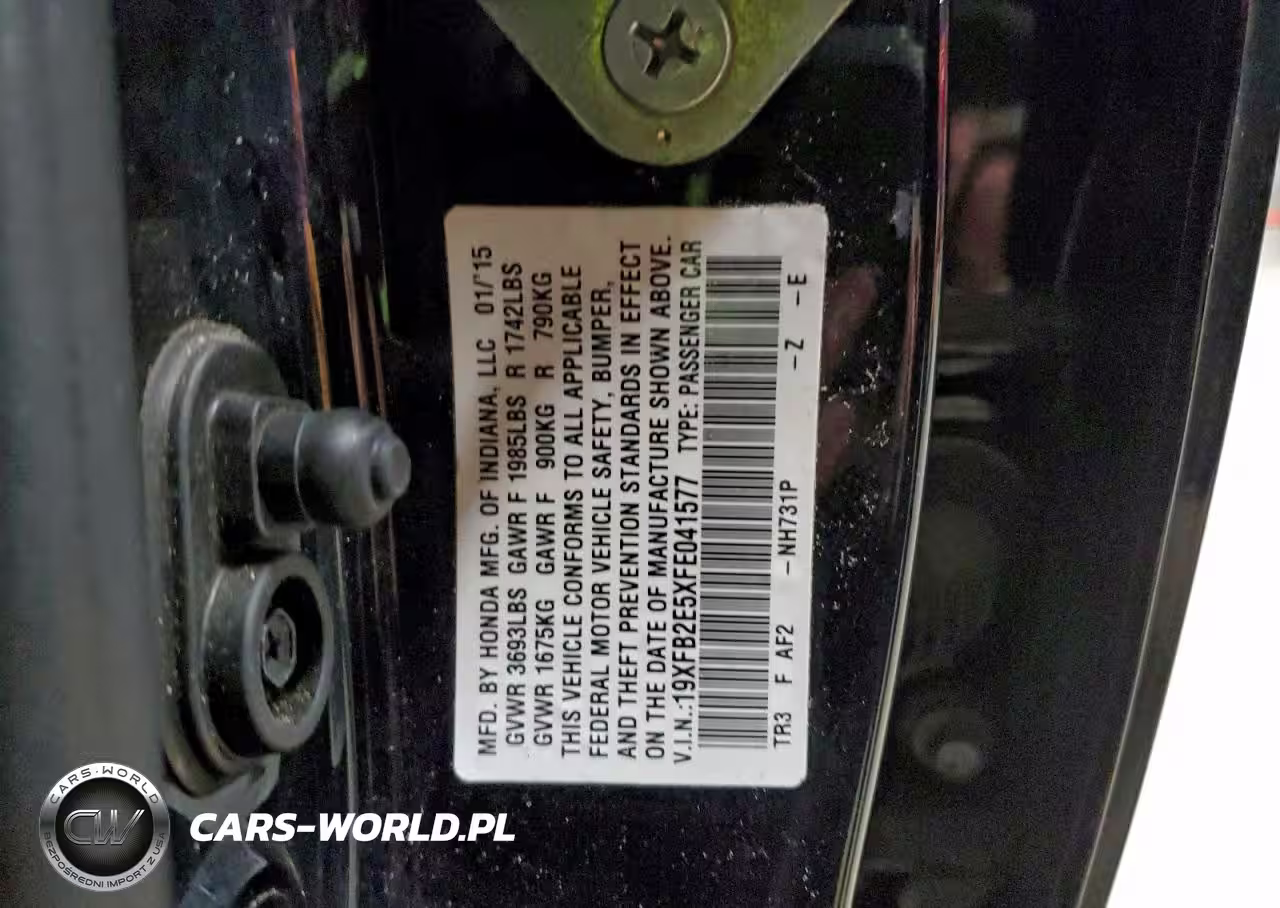 MFD. BY HONDA MFG. OF INDIANA, LLC 01/'15
GVWR 3693LBS GAWR F 1985LBS R 1742LBS
GVWR 1675KG GAWR F 900KG R 790KG
THIS VEHICLE CONFORMS TO ALL APPLICABLE
FEDERAL MOTOR VEHICLE SAFETY, BUMPER,
AND THEFT PREVENTION STANDARDS IN EFFECT
ON THE DATE OF MANUFACTURE SHOWN ABOVE.
V.I.N.:19XFB2E5XFE041577 TYPE: PASSENGER CAR
TR3 F AF2 -NH731P -Z -E
CARS-WORLD
CW
BEZPOŚREDNI IMPORT Z USA
CARS-WORLD.PL